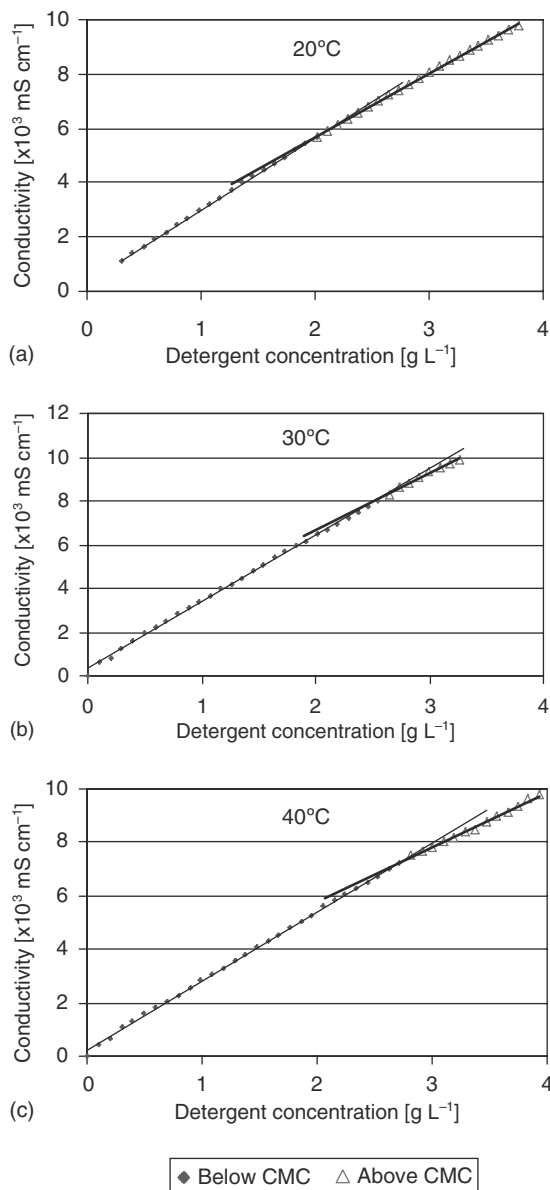 10
8
6
4
2
0
Conductivity [x10³ mS cm⁻¹]
20°C
0 1 2 3 4
Detergent concentration [g L⁻¹]
(a)
12
10
8
6
4
2
0
Conductivity [x10³ mS cm⁻¹]
30°C
0 1 2 3 4
Detergent concentration [g L⁻¹]
(b)
10
8
6
4
2
0
Conductivity [x10³ mS cm⁻¹]
40°C
0 1 2 3 4
Detergent concentration [g L⁻¹]
(c)
Below CMC Above CMC